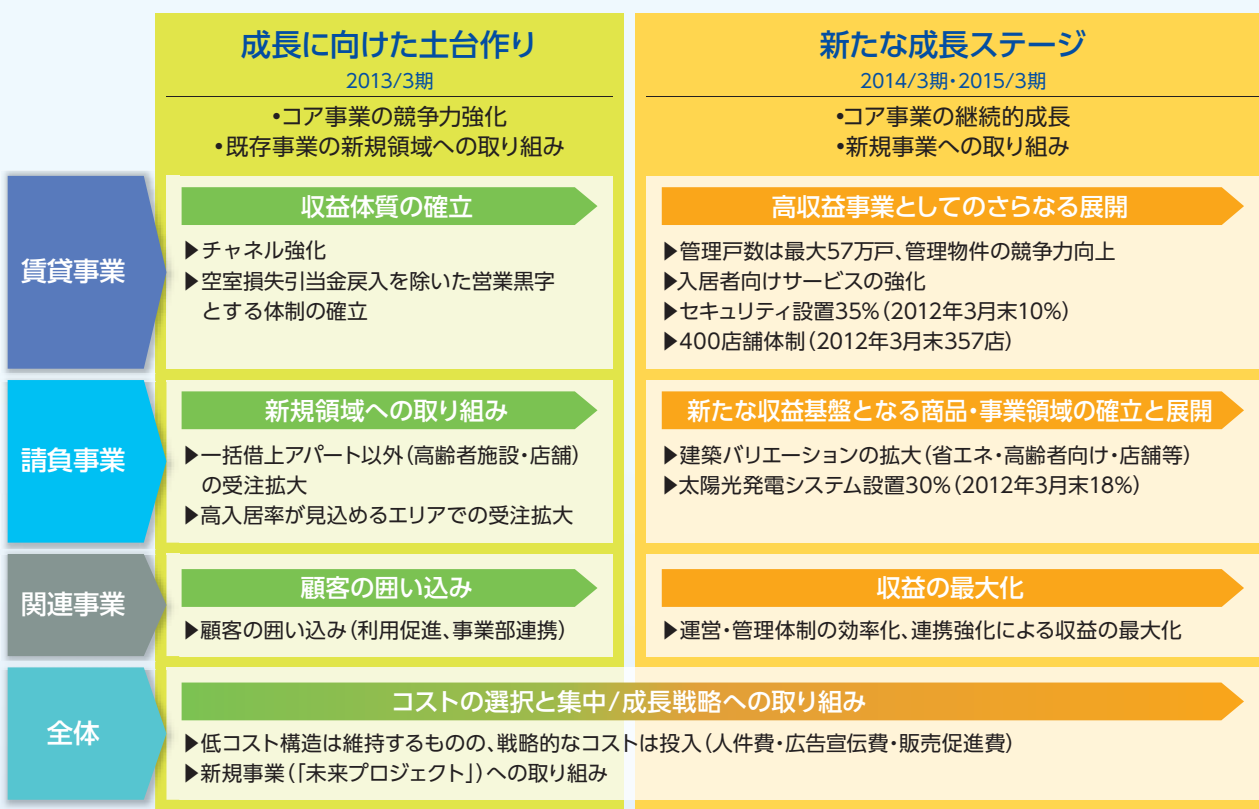 成長に向けた土台作り
2013/3期
•コア事業の競争力強化
•既存事業の新規領域への取り組み
新たな成長ステージ
2014/3期・2015/3期
•コア事業の継続的成長
•新規事業への取り組み
賃貸事業
収益体質の確立
▶チャネル強化
▶空室損失引当金戻入を除いた営業黒字
とする体制の確立
高収益事業としてのさらなる展開
▶管理戸数は最大57万戸、管理物件の競争力向上
▶入居者向けサービスの強化
▶セキュリティ設置35%(2012年3月末10%)
▶400店舗体制(2012年3月末357店)
請負事業
新規領域への取り組み
▶一括借上アパート以外(高齢者施設・店舗)
の受注拡大
▶高入居率が見込めるエリアでの受注拡大
新たな収益基盤となる商品・事業領域の確立と展開
▶建築バリエーションの拡大(省エネ・高齢者向け・店舗等)
▶太陽光発電システム設置30%(2012年3月末18%)
関連事業
顧客の囲い込み
▶顧客の囲い込み(利用促進、事業部連携)
収益の最大化
▶運営・管理体制の効率化、連携強化による収益の最大化
全体
コストの選択と集中/成長戦略への取り組み
▶低コスト構造は維持するものの、戦略的なコストは投入(人件費・広告宣伝費・販売促進費)
▶新規事業(「未来プロジェクト」)への取り組み